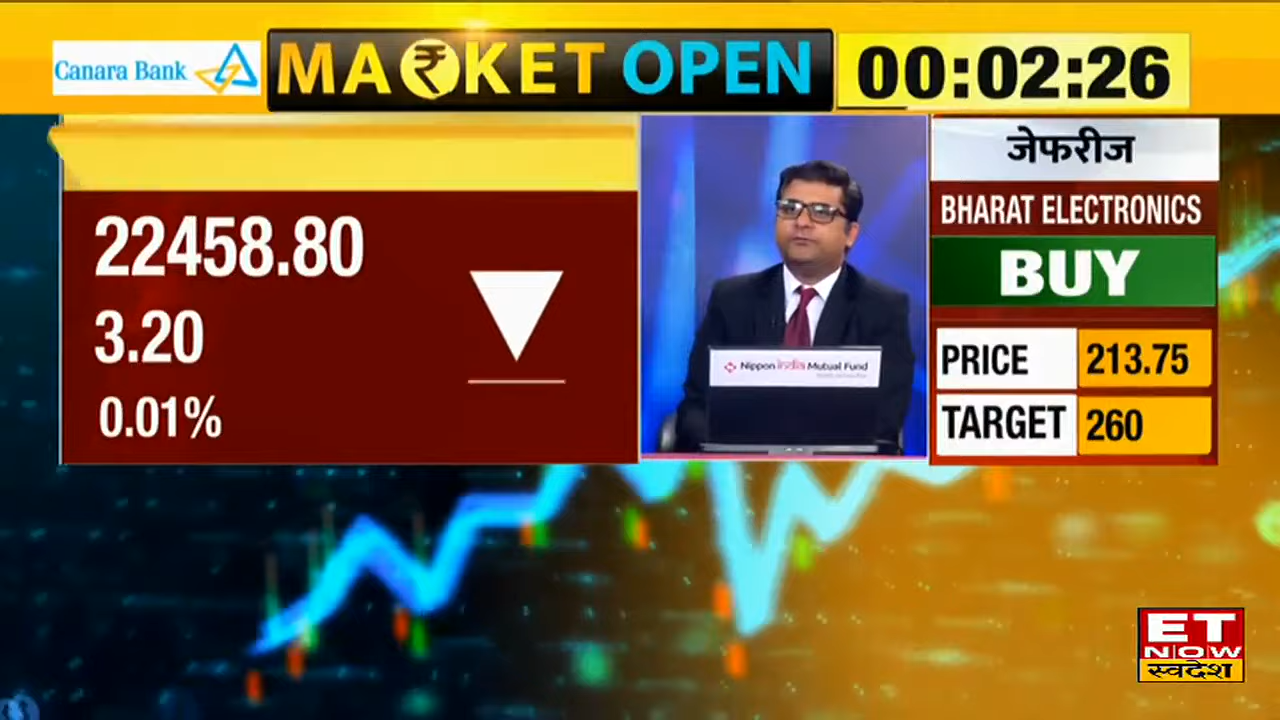 Canara Bank
MA₹KET OPEN
00:02:26
22458.80
3.20
0.01%
Nippon india Mutual Fund
जेफरीज
BHARAT ELECTRONICS
BUY
PRICE 213.75
TARGET 260
ET
NOW
स्वदेश